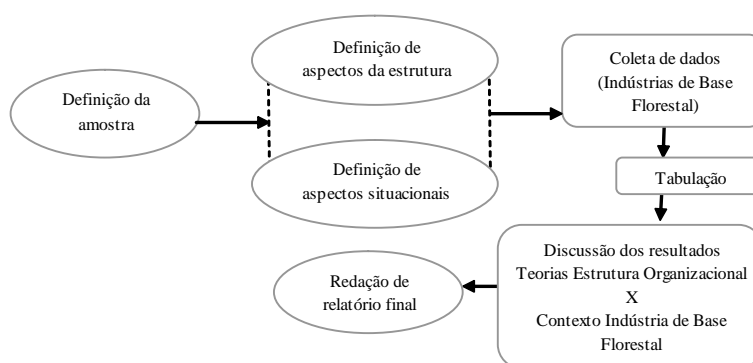 Definição da
amostra
Definição de
aspectos da estrutura
Definição de
aspectos situacionais
Coleta de dados
(Indústrias de Base
Florestal)
Tabulação
Discussão dos resultados
Teorias Estrutura Organizacional
X
Contexto Indústria de Base
Florestal
Redação de
relatório final